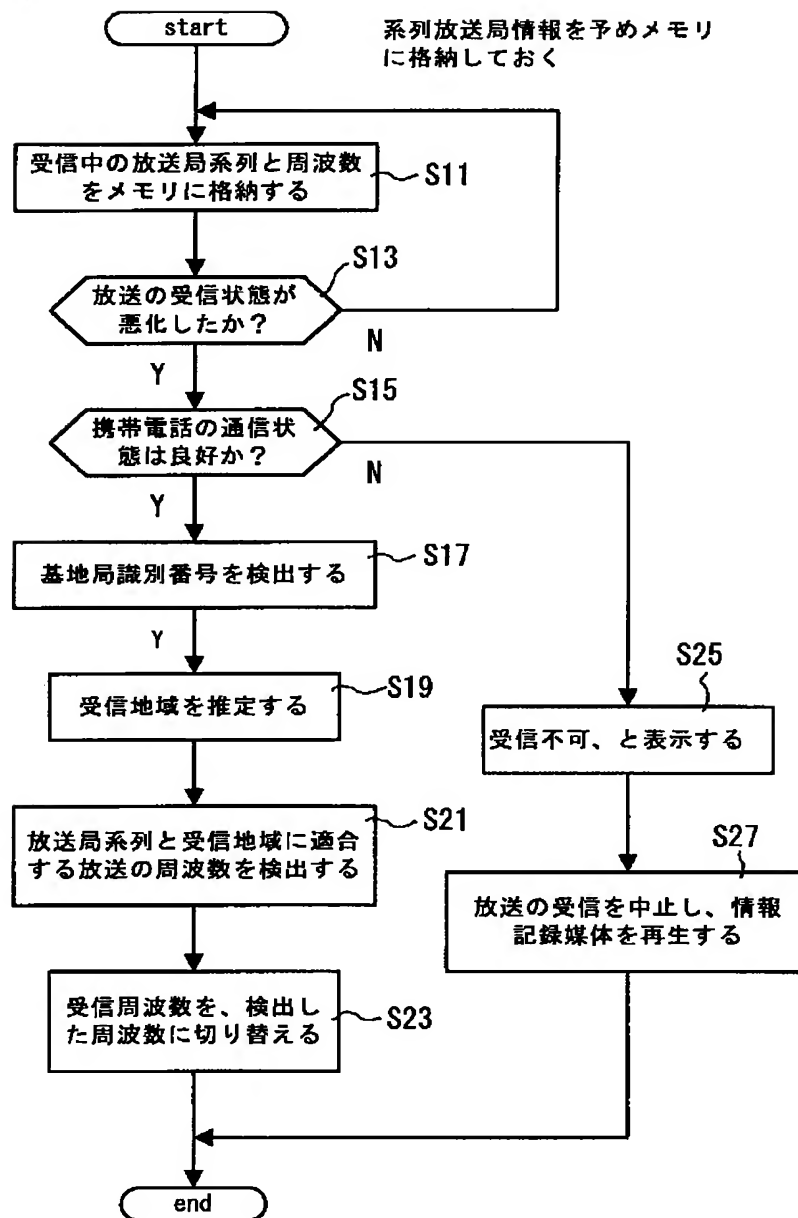 start
系列放送局情報を予めメモリ
に格納しておく
受信中の放送局系列と周波数
をメモリに格納する
S11
S13
放送の受信状態が
悪化したか？
N
Y
S15
携帯電話の通信状
態は良好か？
N
Y
S17
基地局識別番号を検出する
Y
S19
受信地域を推定する
S25
受信不可、と表示する
S21
放送局系列と受信地域に適合
する放送の周波数を検出する
S27
放送の受信を中止し、情報
記録媒体を再生する
受信周波数を、検出し
た周波数に切り替える
S23
end